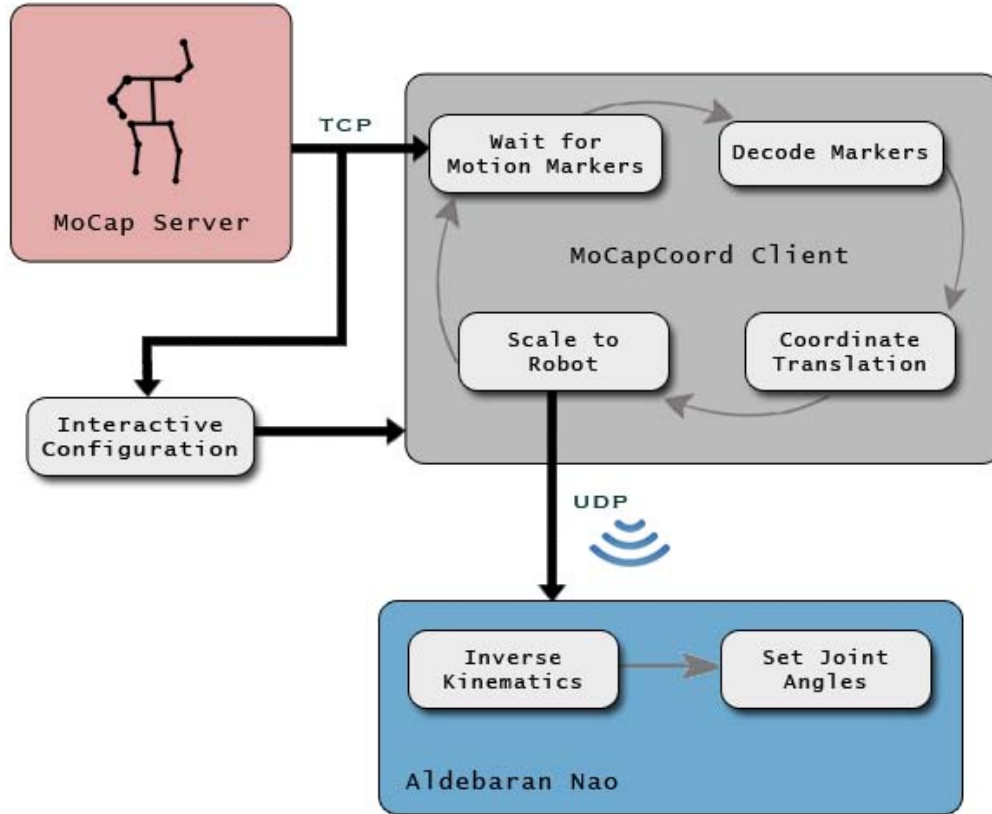 MoCap Server
TCP
Wait for
Motion Markers
Decode Markers
MoCapCoord Client
Scale to
Robot
Coordinate
Translation
Interactive
Configuration
UDP
Inverse
Kinematics
Set Joint
Angles
Aldebaran Nao